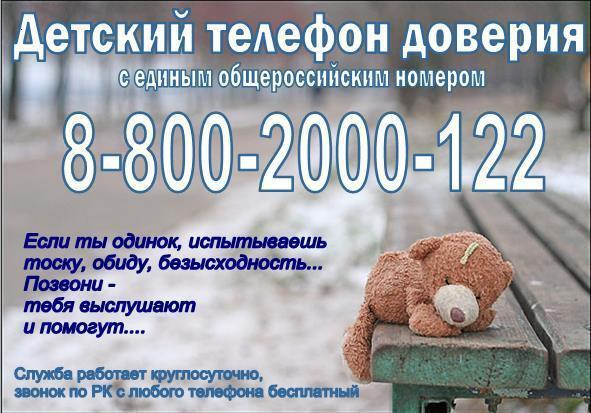 Детский телефон доверия
с единым общероссийским номером
8-800-2000-122
Если ты одинок, испытываешь
тоску, обиду, безысходность...
Позвони -
тебя выслушают
и помогут....
Служба работает круглосуточно,
звонок по РК с любого телефона бесплатный